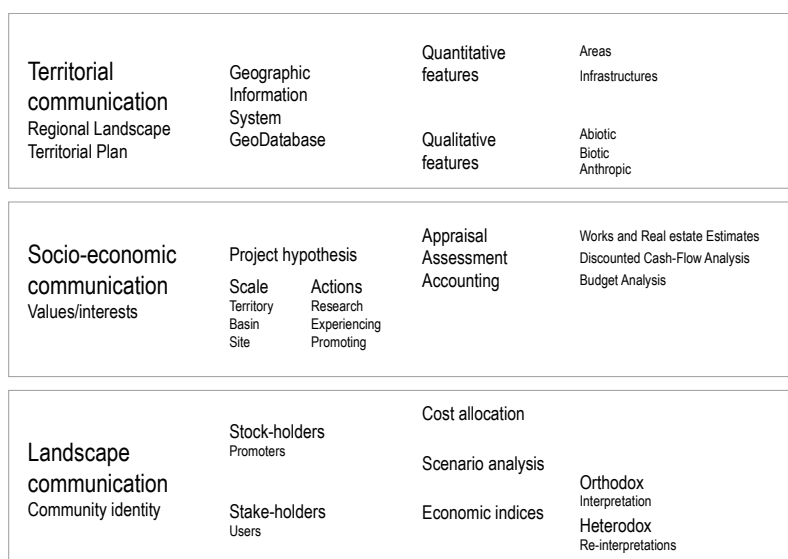 Territorial
communication
Regional Landscape
Territorial Plan
Geographic
Information
System
GeoDatabase
Quantitative
features
Areas
Infrastructures
Qualitative
features
Abiotic
Biotic
Anthropic
Socio-economic
communication
Values/interests
Project hypothesis
Scale
Territory
Basin
Site
Actions
Research
Experiencing
Promoting
Appraisal
Assessment
Accounting
Works and Real estate Estimates
Discounted Cash-Flow Analysis
Budget Analysis
Landscape
communication
Community identity
Stock-holders
Promoters
Stake-holders
Users
Cost allocation
Scenario analysis
Economic indices
Orthodox
Interpretation
Heterodox
Re-interpretations